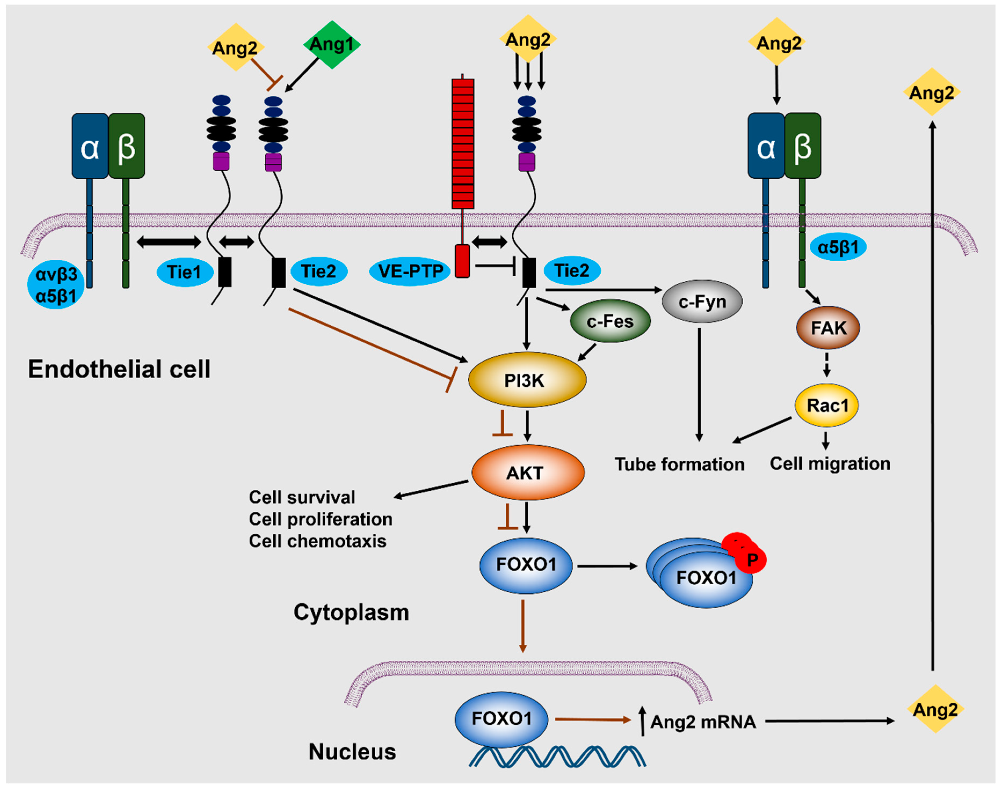 Ang2
Ang1
Ang2
Ang2
Ang2
α
β
α
β
αvβ3
α5β1
Tie1
Tie2
VE-PTP
Tie2
α5β1
c-Fyn
c-Fes
FAK
Endothelial cell
PI3K
Rac1
Tube formation
Cell migration
AKT
Cell survival
Cell proliferation
Cell chemotaxis
FOXO1
P
FOXO1
Cytoplasm
FOXO1
Ang2 mRNA
Ang2
Nucleus